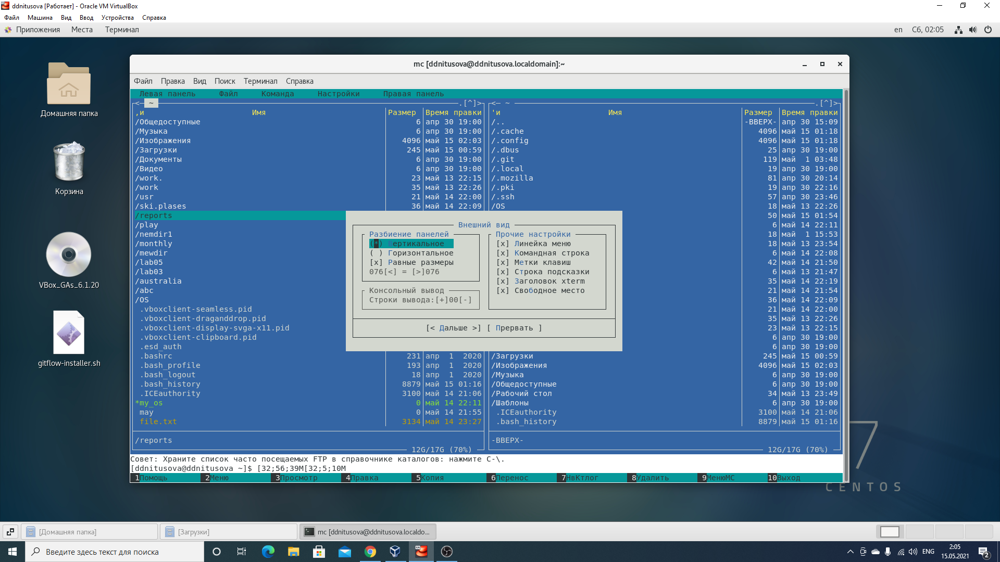 ddnitusova [Работает] - Oracle VM VirtualBox
Файл Машина Вид Ввод Устройства Справка
Приложения Места Терминал en Сб, 02:05
Домашняя папка
Корзина
VBox_GAs_6.1.20
gitflow-installer.sh
mc [ddnitusova@ddnitusova.localdomain]:~
Файл Правка Вид Поиск Терминал Справка
Левая панель Файл Команда Настройки Правая панель
<─ ~ .[^]> <─ ~ .[^]>
,и Имя Размер Время правки 'и Имя Размер Время правки
/Общедоступные 6 апр 30 19:00 /.. -ВВЕРХ- апр 30 15:09
/Музыка 6 апр 30 19:00 /.cache 4096 май 15 01:18
/Изображения 4096 май 15 02:03 /.config 4096 май 15 01:18
/Загрузки 245 май 15 00:59 /.dbus 25 апр 30 19:00
/Документы 6 апр 30 19:00 /.git 119 май 1 03:48
/Видео 6 апр 30 19:00 /.local 19 апр 30 19:00
/work. 23 май 13 22:15 /.mozilla 81 апр 30 20:14
/work 35 май 13 22:26 /.pki 19 апр 30 22:16
/usr 21 май 14 22:00 /.ssh 57 апр 30 23:46
/ski.plases 36 май 14 22:09 /OS 18 май 13 22:26
/reports 50 май 15 01:54
/play Внешний вид 6 май 14 22:11
/nemdir1 Разбиение панелей Прочие настройки 18 май 1 15:53
/monthly (*) Вертикальное [x] Линейка меню 18 май 13 23:54
/mewdir ( ) Горизонтальное [x] Командная строка 6 май 14 22:08
/lab05 [x] Равные размеры [x] Метки клавиш 42 май 14 21:50
/lab03 076[<] = [>]076 [x] Строка подсказки 6 май 13 21:47
/australia [x] Заголовок xterm 35 май 14 22:19
/abc Консольный вывод [x] Свободное место 21 май 14 21:54
/OS Строки вывода:[+]00[-] 36 май 14 22:09
.vboxclient-seamless.pid 21 май 14 22:00
.vboxclient-draganddrop.pid 35 май 13 22:26
.vboxclient-display-svga-x11.pid [< Дальше >] [ Прервать ] 23 май 13 22:15
.vboxclient-clipboard.pid 6 апр 30 19:00
.esd_auth 6 апр 30 19:00
.bashrc 231 апр 1 2020 /Загрузки 245 май 15 00:59
.bash_profile 193 апр 1 2020 /Изображения 4096 май 15 02:03
.bash_logout 18 апр 1 2020 /Музыка 6 апр 30 19:00
.bash_history 8879 май 15 01:16 /Общедоступные 6 апр 30 19:00
.ICEauthority 3100 май 14 21:06 /Рабочий стол 34 май 13 23:49
*my_os 0 май 14 22:11 /Шаблоны 6 апр 30 19:00
may 0 май 14 21:55 .ICEauthority 3100 май 14 21:06
file.txt 3134 май 14 23:27 .bash_history 8879 май 15 01:16
/reports -ВВЕРХ-
12G/17G (70%) 12G/17G (70%)
Совет: Храните список часто посещаемых FTP в справочнике каталогов: нажмите C-\.
[ddnitusova@ddnitusova ~]$ [32;56;39M[32;5;10M
1Помощь 2Меню 3Просмотр 4Правка 5Копия 6Перенос 7НвКтлог 8Удалить 9МенюMC 10Выход
7
CENTOS
[Домашняя папка] [Загрузки] mc [ddnitusova@ddnitusova.localdo...
Введите здесь текст для поиска ENG 2:05
15.05.2021
2